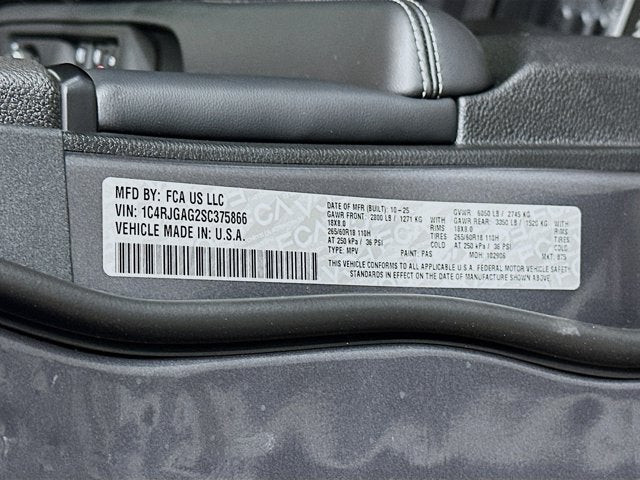 MFD BY: FCA US LLC
VIN: 1C4RJGAG2SC375866
VEHICLE MADE IN: U.S.A.
DATE OF MFR (BUILT): 10-25 GVWR: 6050 LB / 2745 KG
GAWR FRONT: 2800 LB / 1271 KG WITH GAWR REAR: 3350 LB / 1520 KG WITH
18X8.0 RIMS 18X8.0 RIMS
265/60R18 110H TIRES 265/60R18 110H TIRES
AT 250 kPa / 36 PSI COLD AT 250 kPa / 36 PSI COLD
TYPE: MPV PAINT: PAS MDH: 102906 MKT: 875
THIS VEHICLE CONFORMS TO ALL APPLICABLE U.S.A. FEDERAL MOTOR VEHICLE SAFETY
STANDARDS IN EFFECT ON THE DATE OF MANUFACTURE SHOWN ABOVE.